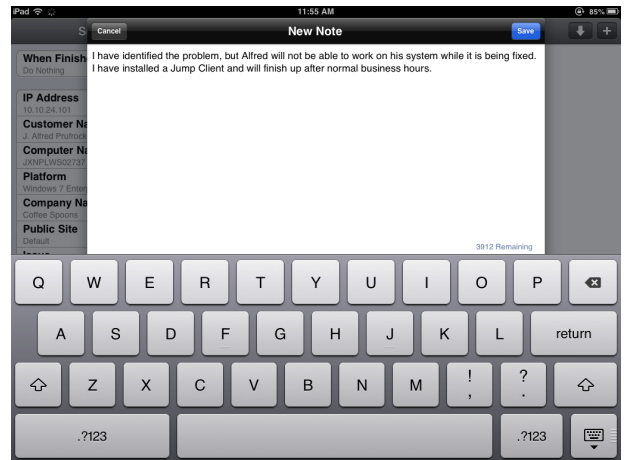 iPad 11:55 AM 85%
S Cancel New Note Save
I have identified the problem, but Alfred will not be able to work on his system while it is being fixed.
I have installed a Jump Client and will finish up after normal business hours.
When Finish
Do Nothing
IP Address
10.10.24.101
Customer Na
J. Alfred Prufrock
Computer Na
JXNPLWS02737
Platform
Windows 7 Enter
Company Na
Coffee Spoons
Public Site
Default
3912 Remaining
Q W E R T Y U I O P
A S D F G H J K L return
Z X C V B N M ! , ? .
.?123 .?123